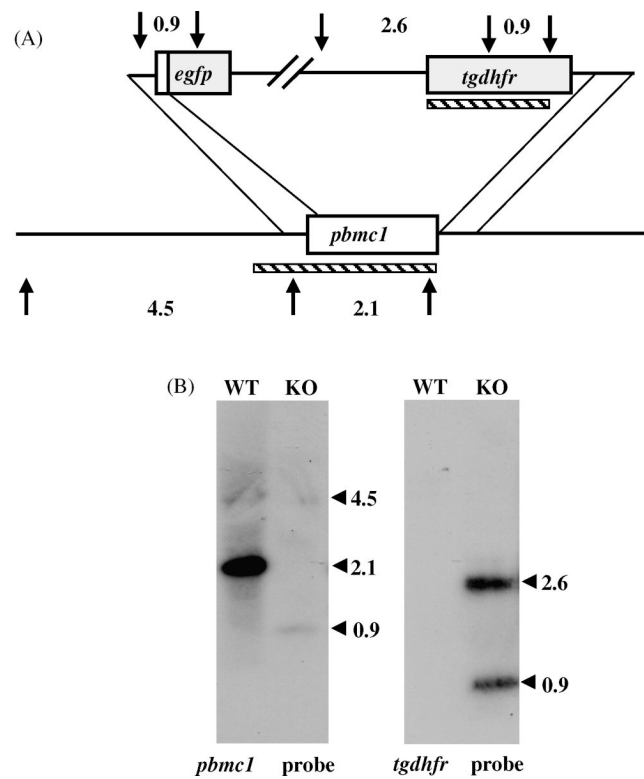 (A)
0.9 2.6 0.9
egfp tgdhfr
pbmc1
4.5 2.1
(B) WT KO WT KO
4.5
2.1
2.6
0.9
0.9
pbmc1 probe tgdhfr probe